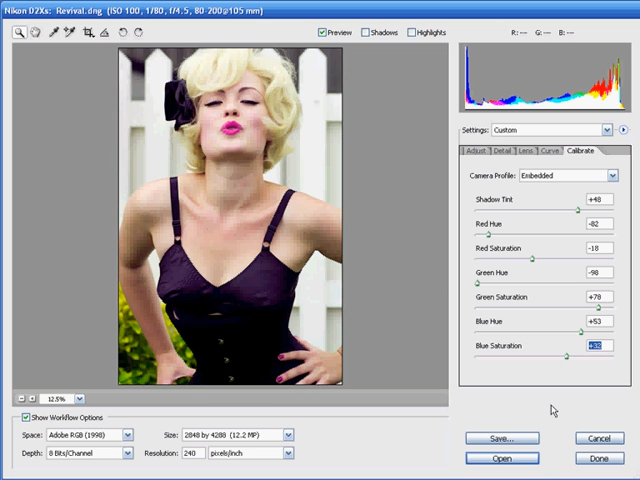 Nikon D2Xs: Revival.dng (ISO 100, 1/80, f/4.5, 80-200@105 mm)
Preview Shadows Highlights R: --- G: --- B: ---
Settings: Custom
Adjust Detail Lens Curve Calibrate
Camera Profile: Embedded
Shadow Tint +48
Red Hue -82
Red Saturation -18
Green Hue -98
Green Saturation +78
Blue Hue +53
Blue Saturation +32
12.5%
Show Workflow Options
Space: Adobe RGB (1998) Size: 2848 by 4288 (12.2 MP)
Depth: 8 Bits/Channel Resolution: 240 pixels/inch
Save... Cancel
Open Done